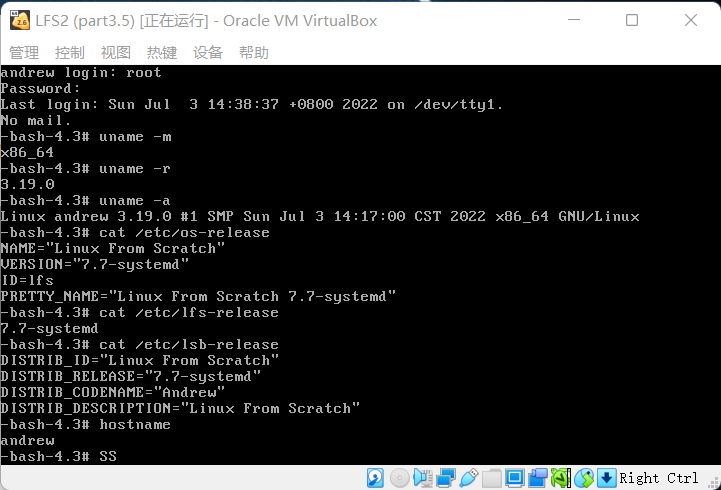 LFS2 (part3.5) [正在运行] - Oracle VM VirtualBox
管理 控制 视图 热键 设备 帮助
andrew login: root
Password:
Last login: Sun Jul  3 14:38:37 +0800 2022 on /dev/tty1.
No mail.
-bash-4.3# uname -m
x86_64
-bash-4.3# uname -r
3.19.0
-bash-4.3# uname -a
Linux andrew 3.19.0 #1 SMP Sun Jul 3 14:17:00 CST 2022 x86_64 GNU/Linux
-bash-4.3# cat /etc/os-release
NAME="Linux From Scratch"
VERSION="7.7-systemd"
ID=lfs
PRETTY_NAME="Linux From Scratch 7.7-systemd"
-bash-4.3# cat /etc/lfs-release
7.7-systemd
-bash-4.3# cat /etc/lsb-release
DISTRIB_ID="Linux From Scratch"
DISTRIB_RELEASE="7.7-systemd"
DISTRIB_CODENAME="Andrew"
DISTRIB_DESCRIPTION="Linux From Scratch"
-bash-4.3# hostname
andrew
-bash-4.3# SS
Right Ctrl